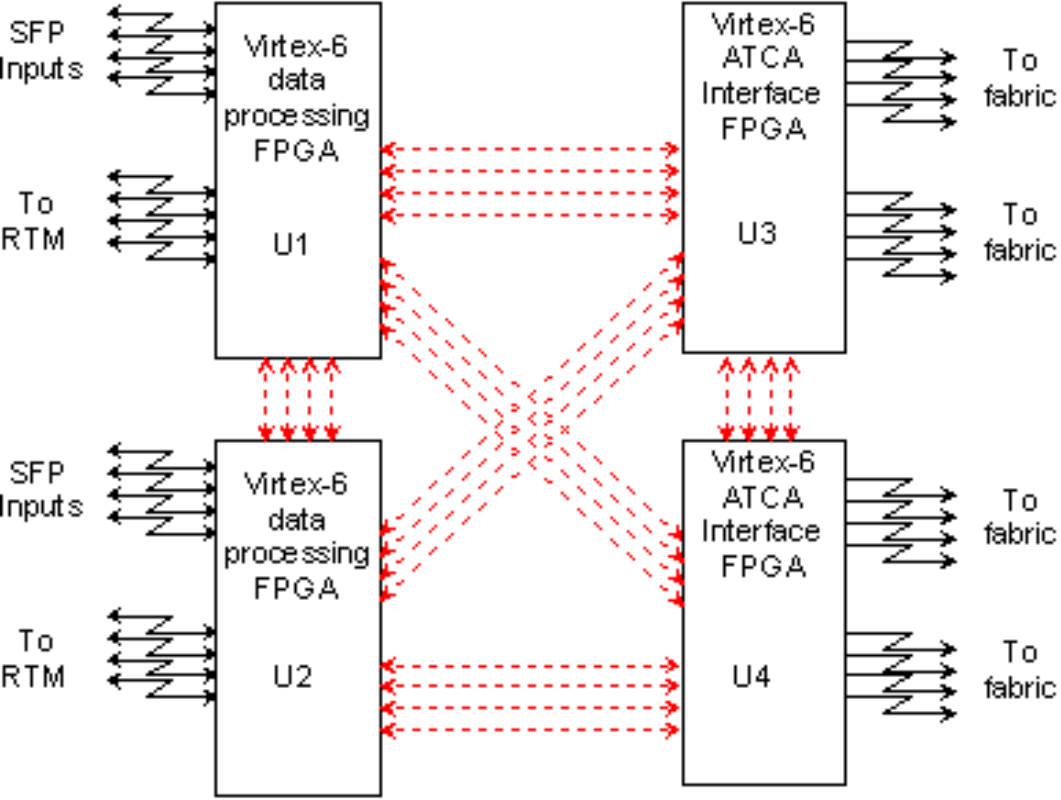 SFP
Inputs
Virtex-6
data
processing
FPGA
U1
To
RTM
Virtex-6
ATCA
Interface
FPGA
U3
To
fabric
To
fabric
SFP
Inputs
Virtex-6
data
processing
FPGA
U2
To
RTM
Virtex-6
ATCA
Interface
FPGA
U4
To
fabric
To
fabric